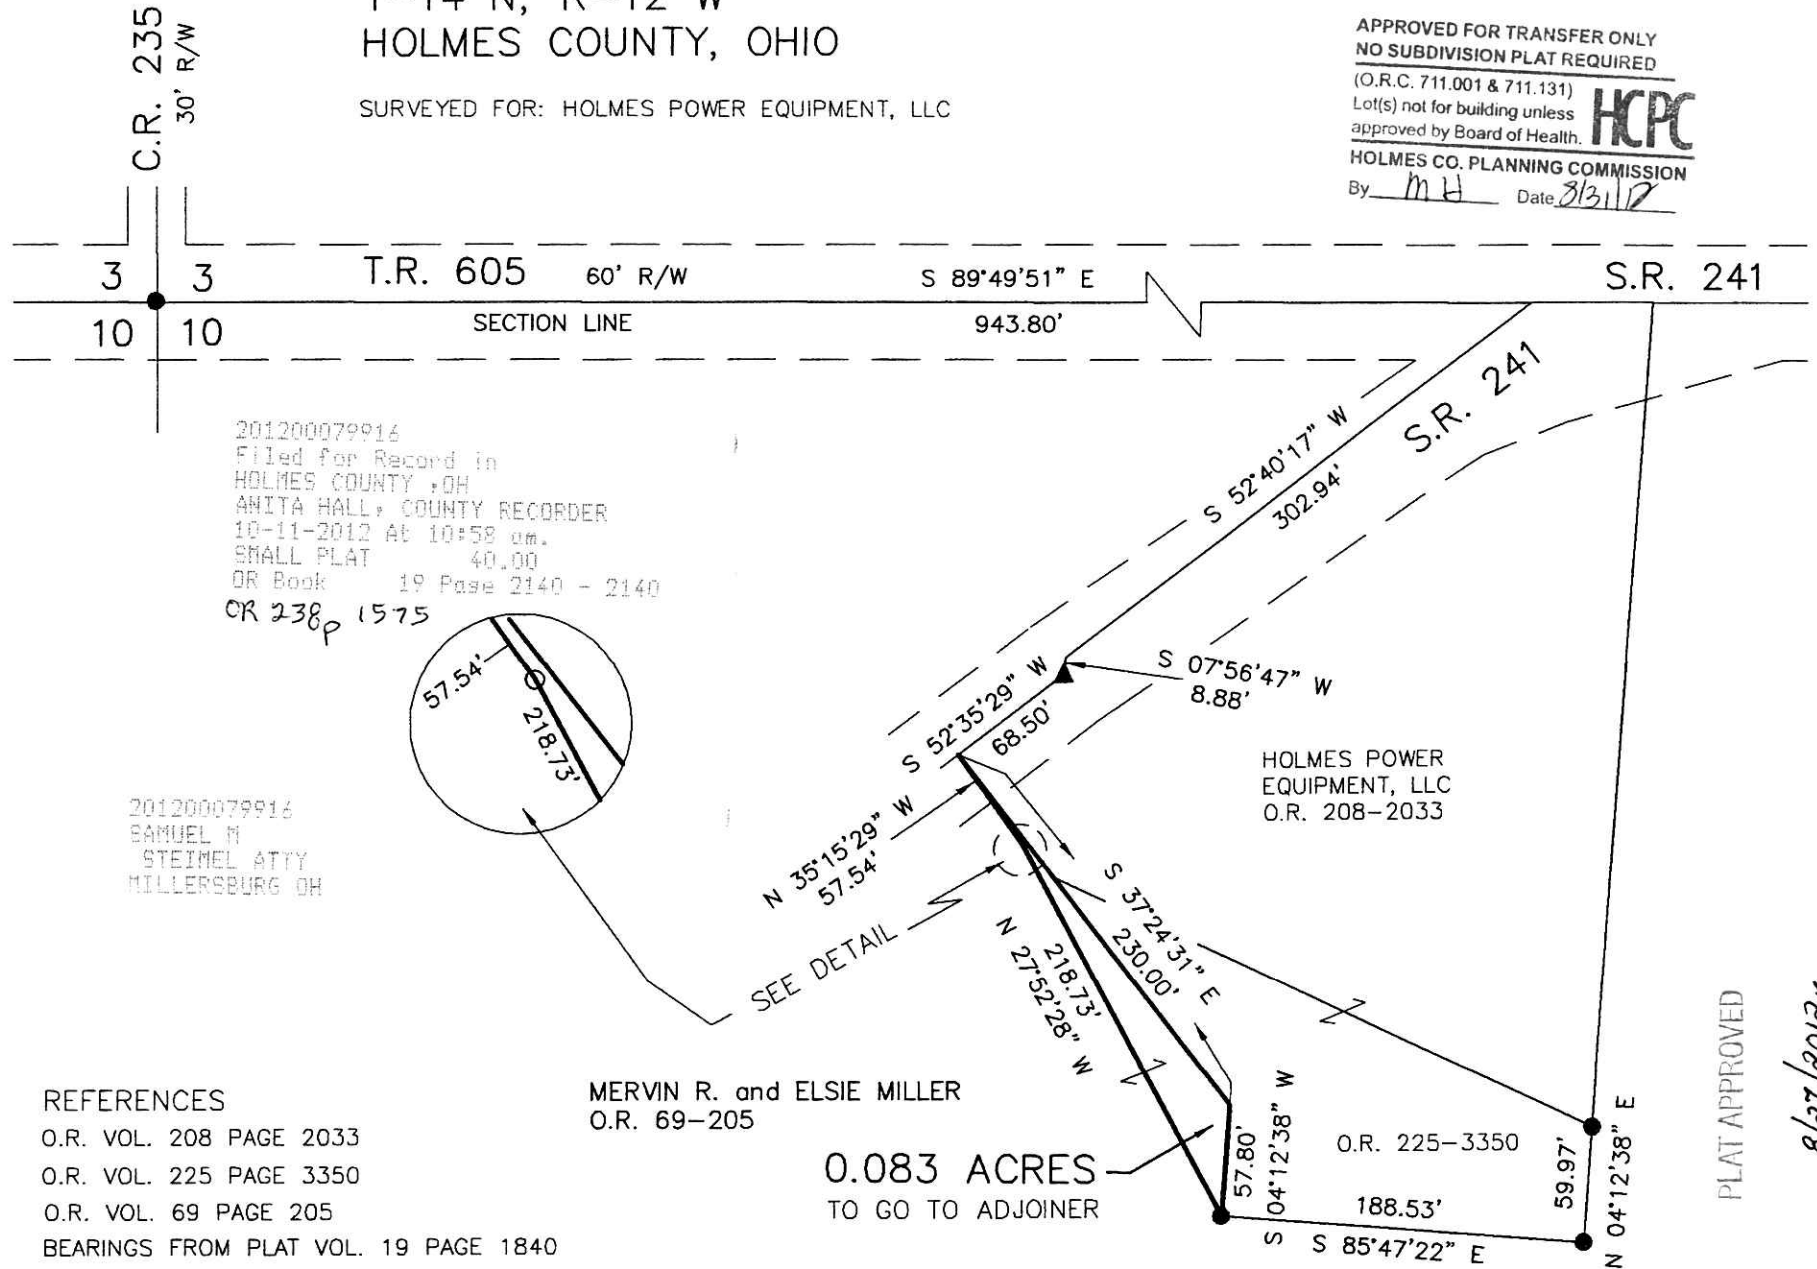 T-14 N, R-12 W
HOLMES COUNTY, OHIO
SURVEYED FOR: HOLMES POWER EQUIPMENT, LLC
C.R. 235
30' R/W
APPROVED FOR TRANSFER ONLY
NO SUBDIVISION PLAT REQUIRED
(O.R.C. 711.001 & 711.131)
Lot(s) not for building unless
approved by Board of Health.
HCPC
HOLMES CO. PLANNING COMMISSION
By MH Date 8/31/12
3 3 T.R. 605 60' R/W S 89°49'51" E S.R. 241
10 10 SECTION LINE 943.80'
S 52°40'17" W
302.94'
S.R. 241
201200079916
Filed for Record in
HOLMES COUNTY ,OH
ANITA HALL, COUNTY RECORDER
10-11-2012 At 10:58 am.
SMALL PLAT 40.00
OR Book 19 Page 2140 - 2140
OR 238 p 1575
57.54'
218.73'
S 52°35'29" W
68.50'
S 07°56'47" W
8.88'
HOLMES POWER
EQUIPMENT, LLC
O.R. 208-2033
201200079916
SAMUEL M
STEIMEL ATTY
MILLERSBURG OH
N 35°15'29" W
57.54'
SEE DETAIL
S 37°24'31" E
230.00'
218.73'
N 27°52'28" W
MERVIN R. and ELSIE MILLER
O.R. 69-205
0.083 ACRES
TO GO TO ADJOINER
57.80'
S 04°12'38" W
O.R. 225-3350
188.53'
S 85°47'22" E
59.97'
N 04°12'38" E
PLAT APPROVED
8/27/2012
REFERENCES
O.R. VOL. 208 PAGE 2033
O.R. VOL. 225 PAGE 3350
O.R. VOL. 69 PAGE 205
BEARINGS FROM PLAT VOL. 19 PAGE 1840